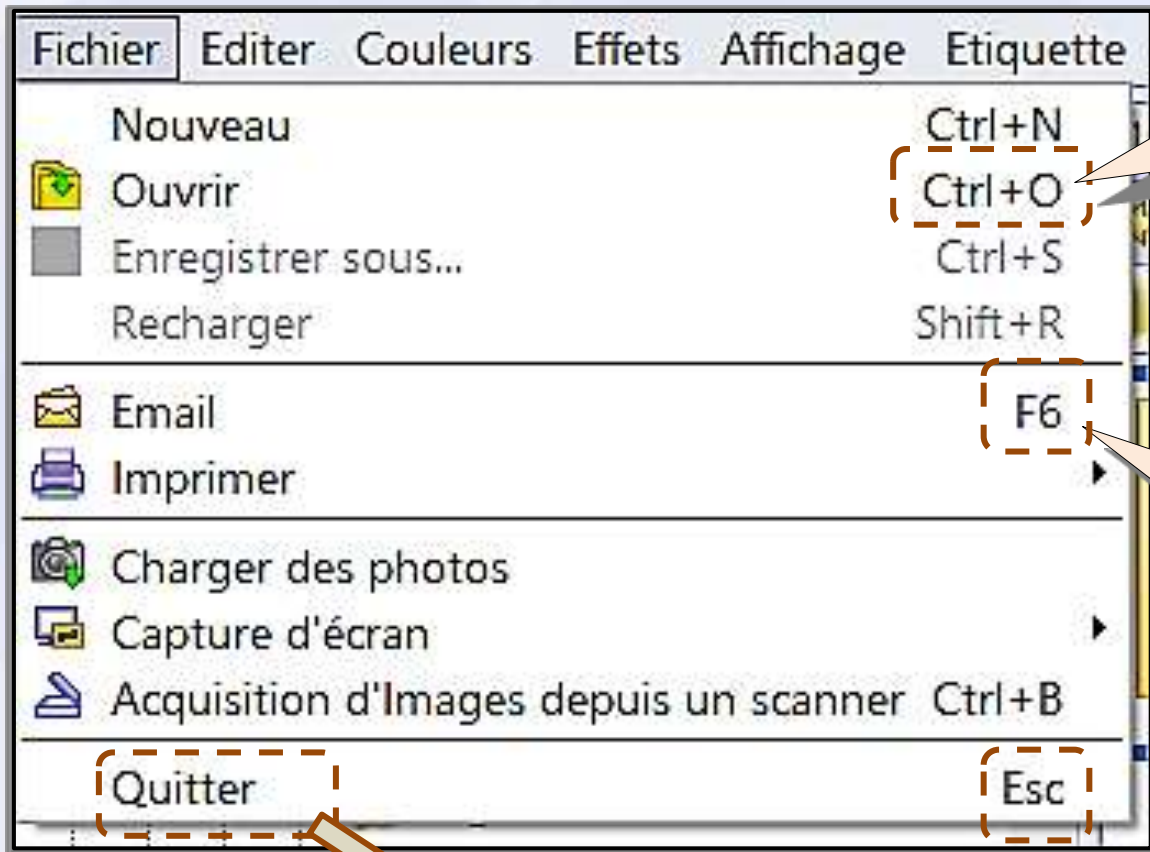 Fichier Editer Couleurs Effets Affichage Etiquette
Nouveau Ctrl+N
Ouvrir Ctrl+O
Enregistrer sous... Ctrl+S
Recharger Shift+R
Email F6
Imprimer
Charger des photos
Capture d'écran
Acquisition d'Images depuis un scanner Ctrl+B
Quitter Esc